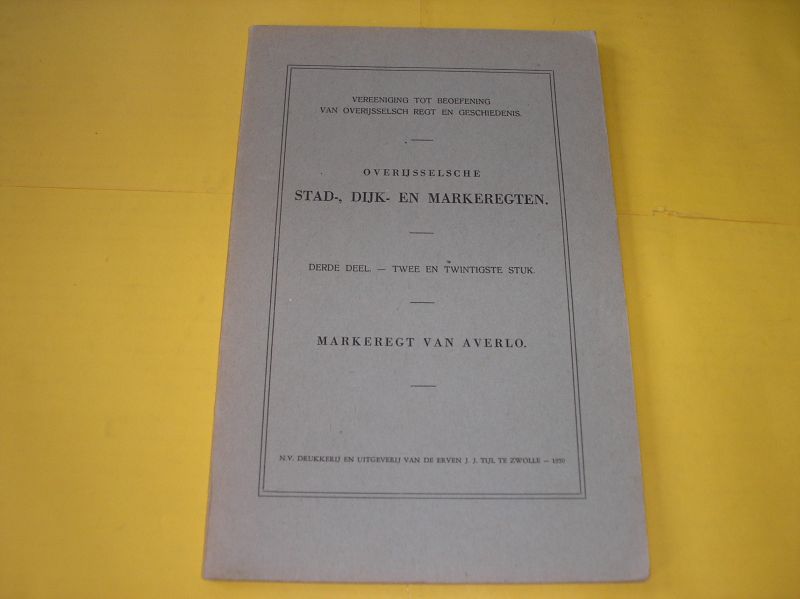 VEREENIGING TOT BEOEFENING
VAN OVERIJSSELSCH REGT EN GESCHIEDENIS.
OVERIJSSELSCHE
STAD-, DIJK- EN MARKEREGTEN.
DERDE DEEL. — TWEE EN TWINTIGSTE STUK.
MARKEREGT VAN AVERLO.
N.V. DRUKKERIJ EN UITGEVERIJ VAN DE ERVEN J. J. TIJL TE ZWOLLE —